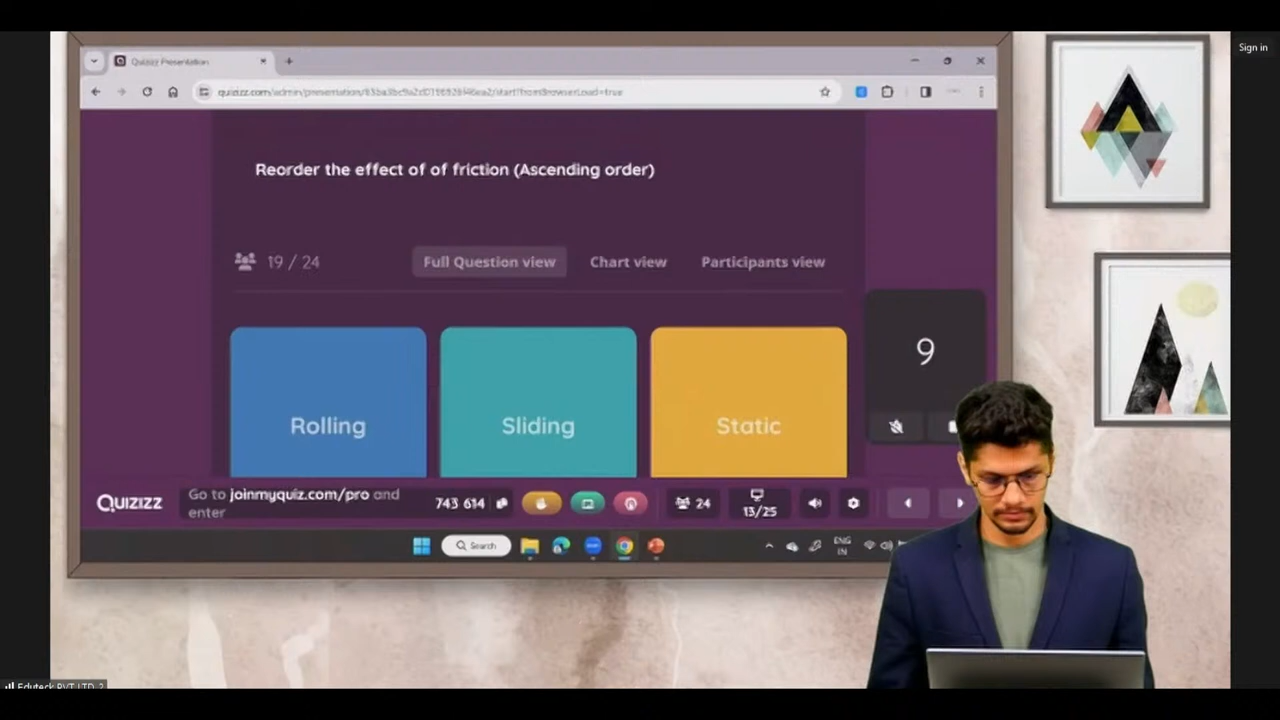 Sign in
Quizizz Presentation
Reorder the effect of of friction (Ascending order)
19 / 24
Full Question view
Chart view
Participants view
9
Rolling
Sliding
Static
Quizizz
Go to joinmyquiz.com/pro and
enter
743 614
24
13/25
Search
ENG
IN
Eduteck PVT LTD 2